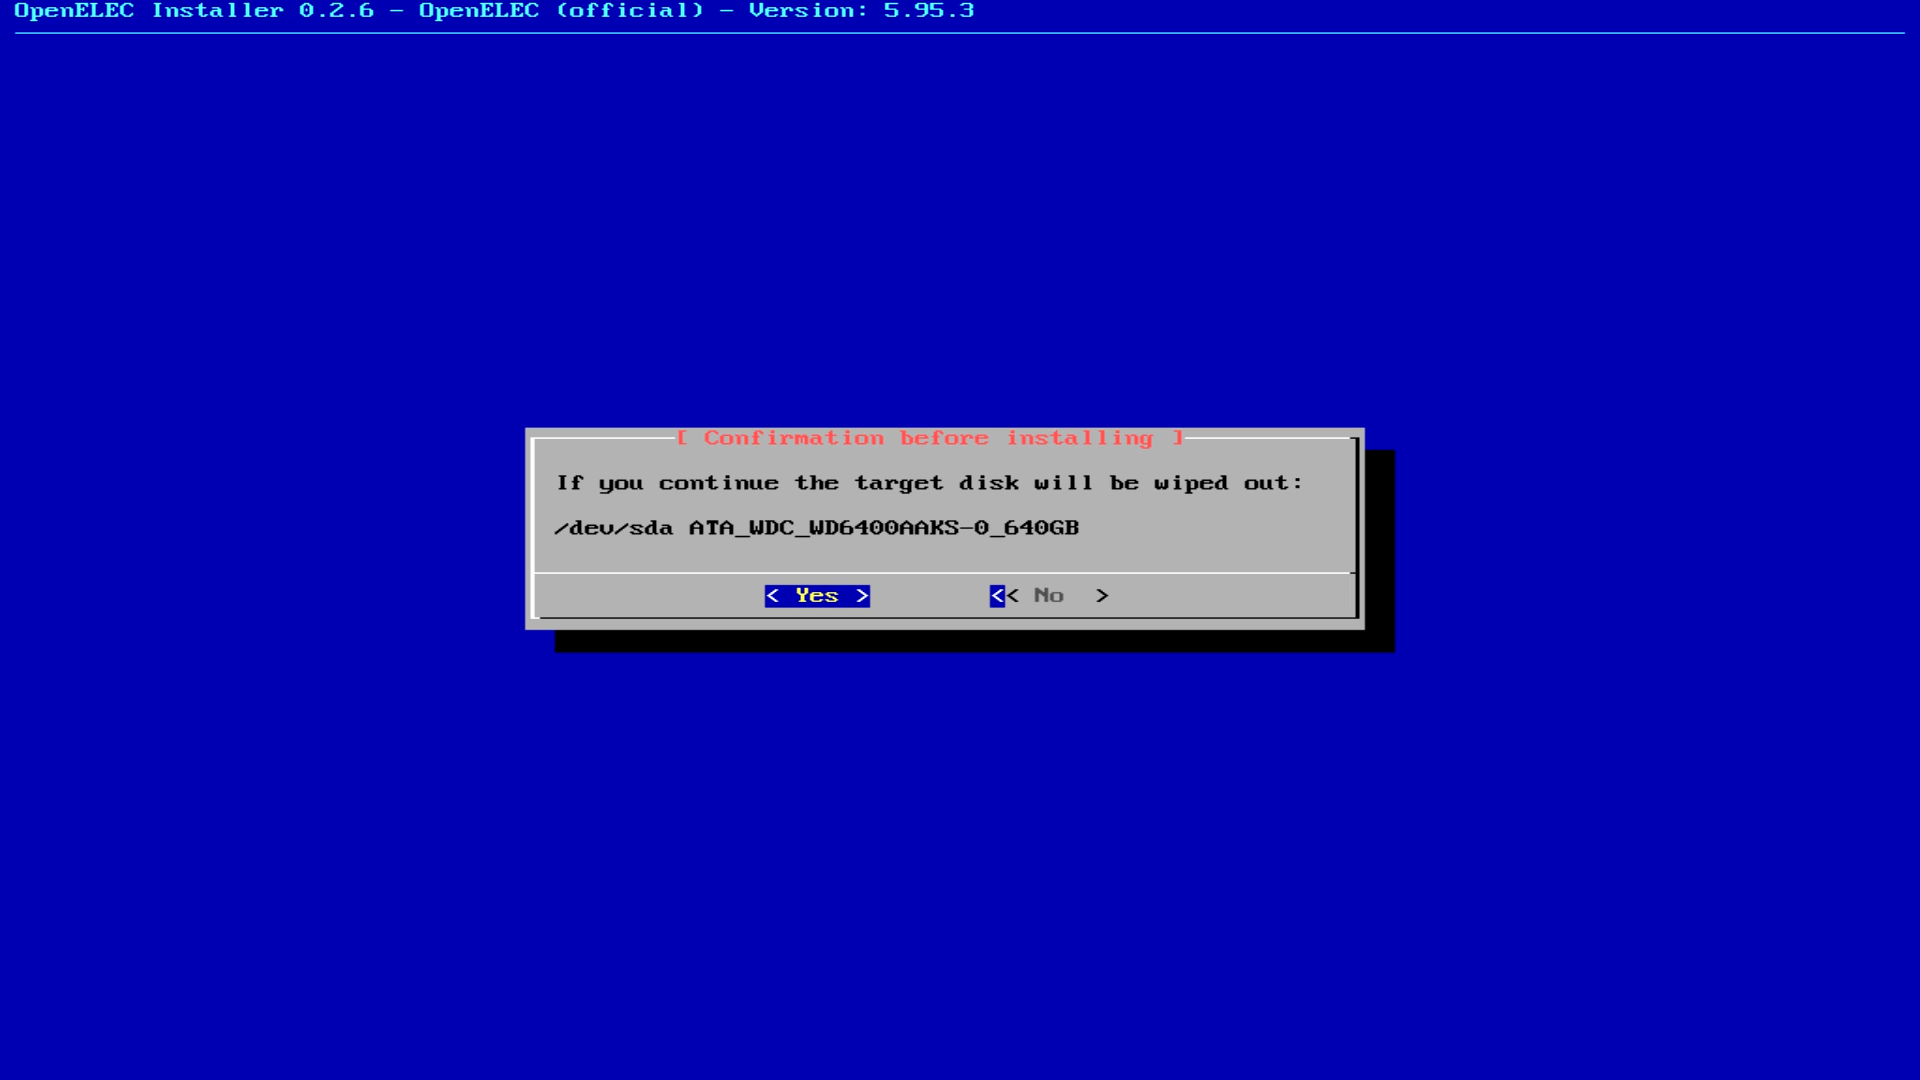 OpenELEC Installer 0.2.6 - OpenELEC (official) - Version: 5.95.3
[ Confirmation before installing ]
If you continue the target disk will be wiped out:
/dev/sda ATA_WDC_WD6400AAKS-0_640GB
< Yes > << No >